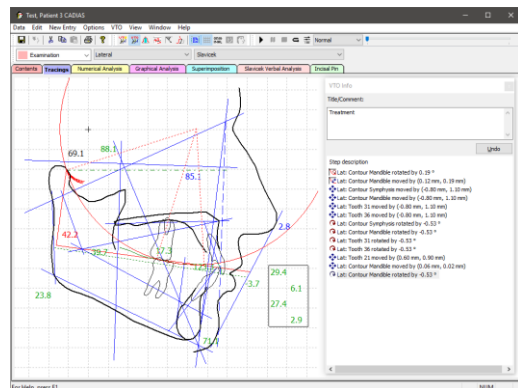 Test, Patient 3 CADIAS
Data Edit New Entry Options VTO View Window Help
Normal
Examination Lateral Slavicek
Contents Tracings Numerical Analysis Graphical Analysis Superimposition Slavicek Verbal Analysis Incisal Pin
69.1
88.1
85.1
2.8
42.2
39.7
7.3
23.8
3.7
29.4
6.1
27.4
2.9
VTO Info
Title/Comment:
Treatment
Undo
Step description
Lat: Contour Mandible rotated by 0.19 °
Lat: Contour Mandible moved by (0.12 mm, 0.19 mm)
Lat: Contour Symphysis moved by (-0.80 mm, 1.10 mm)
Lat: Contour Mandible moved by (-0.80 mm, 1.10 mm)
Lat: Tooth 31 moved by (-0.80 mm, 1.10 mm)
Lat: Tooth 36 moved by (-0.80 mm, 1.10 mm)
Lat: Contour Symphysis rotated by -0.53 °
Lat: Contour Mandible rotated by -0.53 °
Lat: Tooth 31 rotated by -0.53 °
Lat: Tooth 36 rotated by -0.53 °
Lat: Tooth 21 moved by (0.60 mm, 0.90 mm)
Lat: Contour Mandible moved by (0.06 mm, 0.02 mm)
Lat: Contour Mandible rotated by -0.53 °
For Help, press F1
NUM